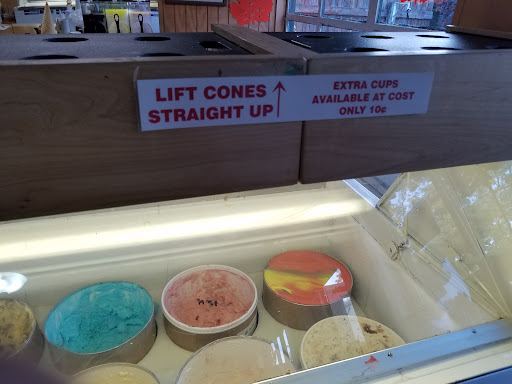 LIFT CONES
STRAIGHT UP
EXTRA CUPS
AVAILABLE AT COST
ONLY 10¢